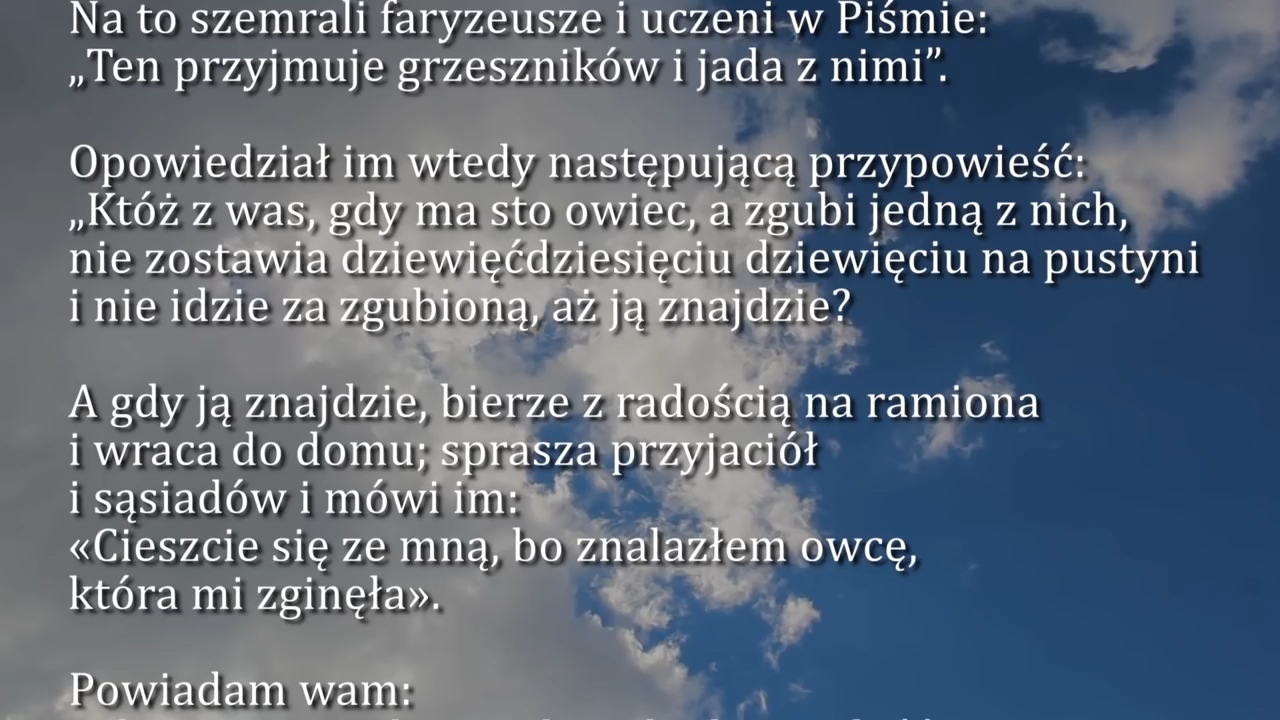 Na to szemrali faryzeusze i uczeni w Piśmie:
„Ten przyjmuje grzeszników i jada z nimi”.
Opowiedział im wtedy następującą przypowieść:
„Któż z was, gdy ma sto owiec, a zgubi jedną z nich,
nie zostawia dziewięćdziesięciu dziewięciu na pustyni
i nie idzie za zgubioną, aż ją znajdzie?
A gdy ją znajdzie, bierze z radością na ramiona
i wraca do domu; sprasza przyjaciół
i sąsiadów i mówi im:
«Cieszcie się ze mną, bo znalazłem owcę,
która mi zginęła».
Powiadam wam: